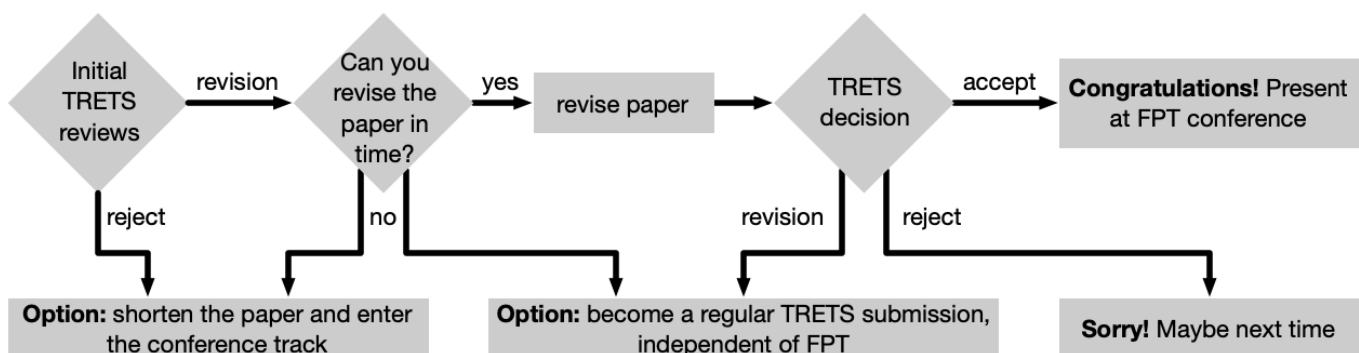 Initial
TRETS
reviews
revision
Can you
revise the
paper in
time?
yes
revise paper
TRETS
decision
accept
Congratulations! Present
at FPT conference
reject
no
revision
reject
Option: shorten the paper and enter
the conference track
Option: become a regular TRETS submission,
independent of FPT
Sorry! Maybe next time